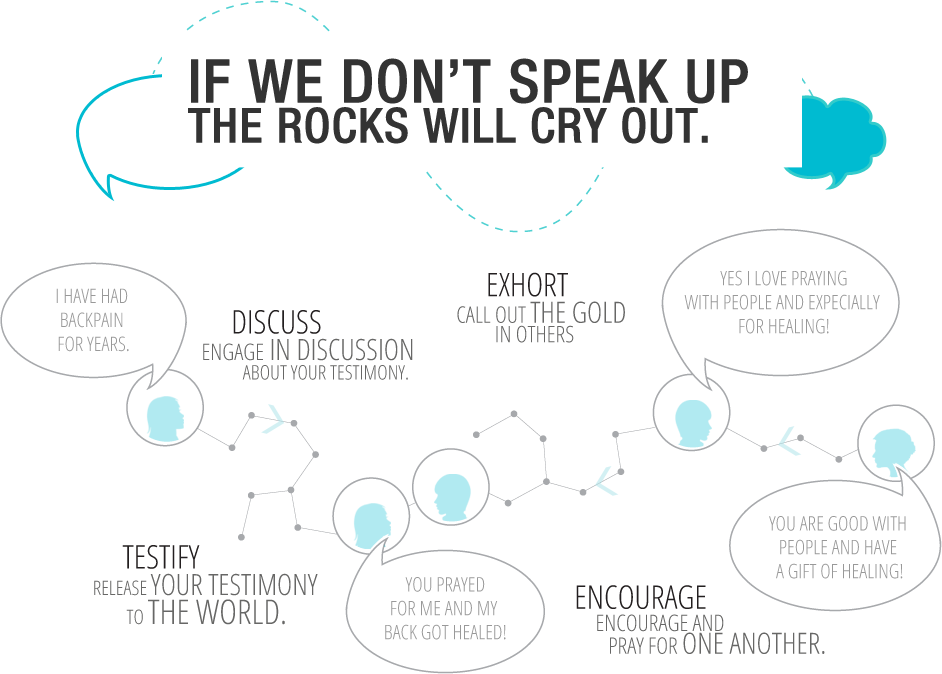 IF WE DON'T SPEAK UP
THE ROCKS WILL CRY OUT.
I HAVE HAD
BACKPAIN
FOR YEARS.
DISCUSS
ENGAGE IN DISCUSSION
ABOUT YOUR TESTIMONY.
EXHORT
CALL OUT THE GOLD
IN OTHERS
YES I LOVE PRAYING
WITH PEOPLE AND EXPECIALLY
FOR HEALING!
TESTIFY
RELEASE YOUR TESTIMONY
TO THE WORLD.
YOU PRAYED
FOR ME AND MY
BACK GOT HEALED!
ENCOURAGE
ENCOURAGE AND
PRAY FOR ONE ANOTHER.
YOU ARE GOOD WITH
PEOPLE AND HAVE
A GIFT OF HEALING!